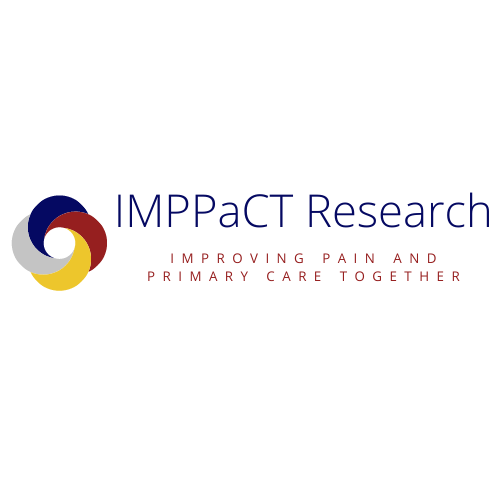 IMPPaCT Research
IMPROVING PAIN AND
PRIMARY CARE TOGETHER